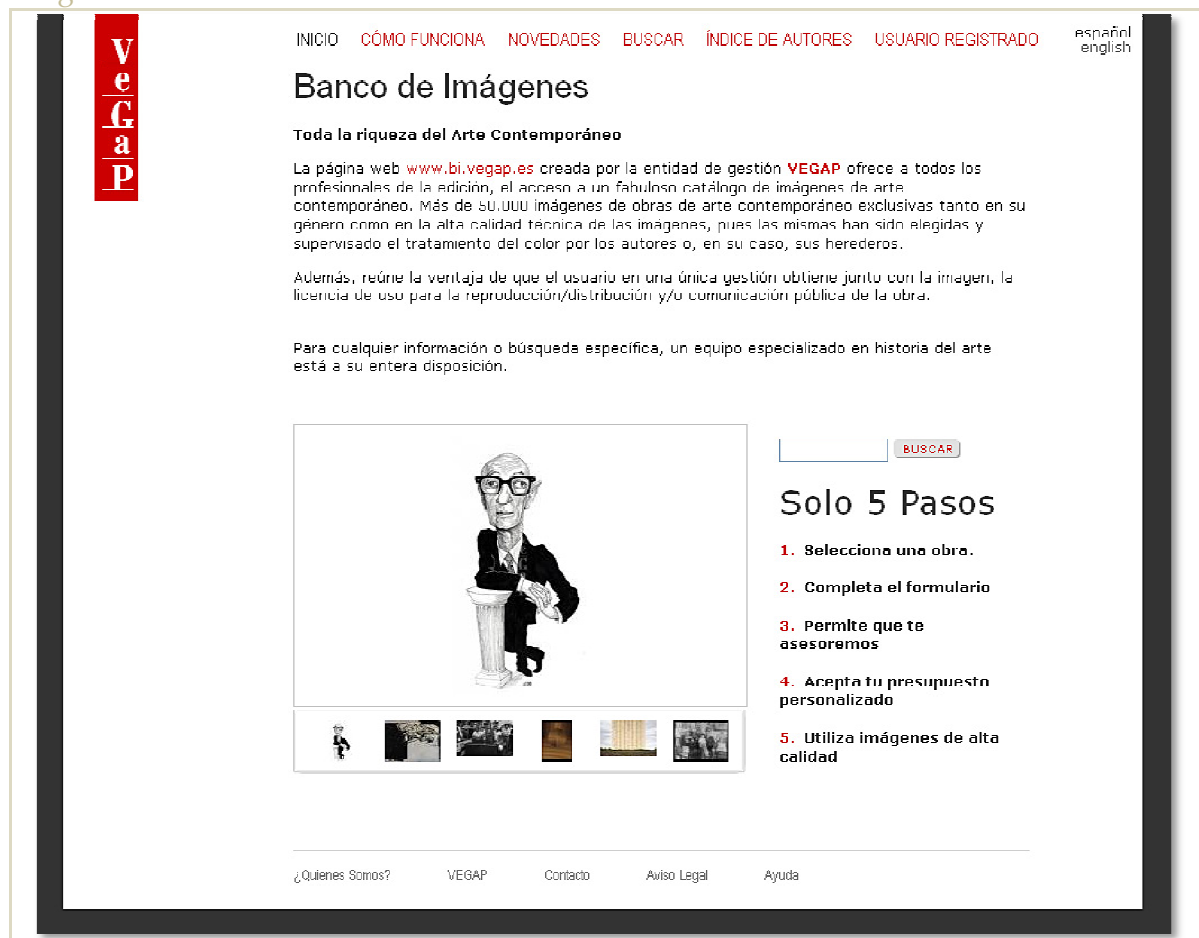 VeGaP
INICIO CÓMO FUNCIONA NOVEDADES BUSCAR ÍNDICE DE AUTORES USUARIO REGISTRADO
español
english
Banco de Imágenes
Toda la riqueza del Arte Contemporáneo
La página web www.bi.vegap.es creada por la entidad de gestión VEGAP ofrece a todos los
profesionales de la edición, el acceso a un fabuloso catálogo de imágenes de arte
contemporáneo. Más de 50.000 imágenes de obras de arte contemporáneo exclusivas tanto en su
género como en la alta calidad técnica de las imágenes, pues las mismas han sido elegidas y
supervisado el tratamiento del color por los autores o, en su caso, sus herederos.
Además, reúne la ventaja de que el usuario en una única gestión obtiene junto con la imagen, la
licencia de uso para la reproducción/distribución y/o comunicación pública de la obra.
Para cualquier información o búsqueda específica, un equipo especializado en historia del arte
está a su entera disposición.
BUSCAR
Solo 5 Pasos
1. Selecciona una obra.
2. Completa el formulario
3. Permite que te
asesoremos
4. Acepta tu presupuesto
personalizado
5. Utiliza imágenes de alta
calidad
¿Quienes Somos? VEGAP Contacto Aviso Legal Ayuda